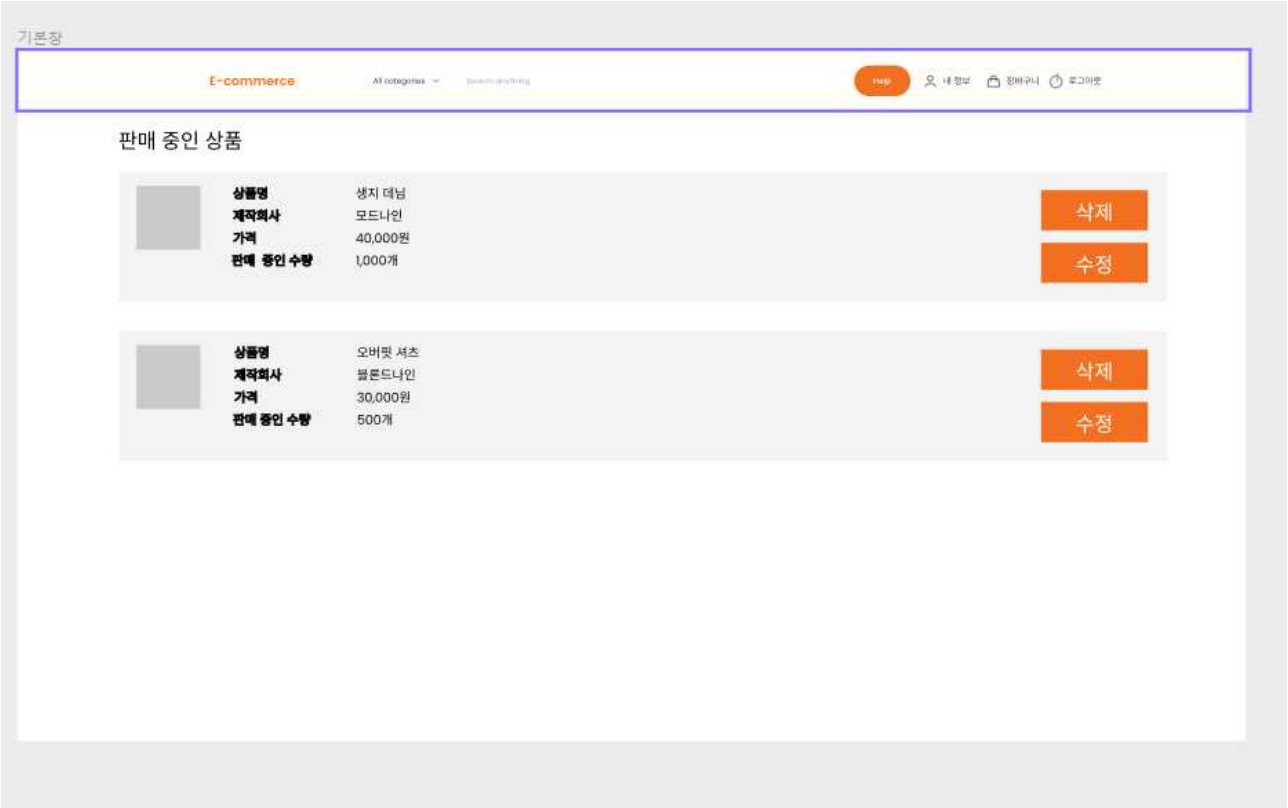 기본창
E-commerce All categories Search anything Help 내 정보 장바구니 로그아웃
판매 중인 상품
상품명 생지 데님
제작회사 모드나인
가격 40,000원
판매 중인 수량 1,000개
삭제
수정
상품명 오버핏 셔츠
제작회사 블론드나인
가격 30,000원
판매 중인 수량 500개
삭제
수정